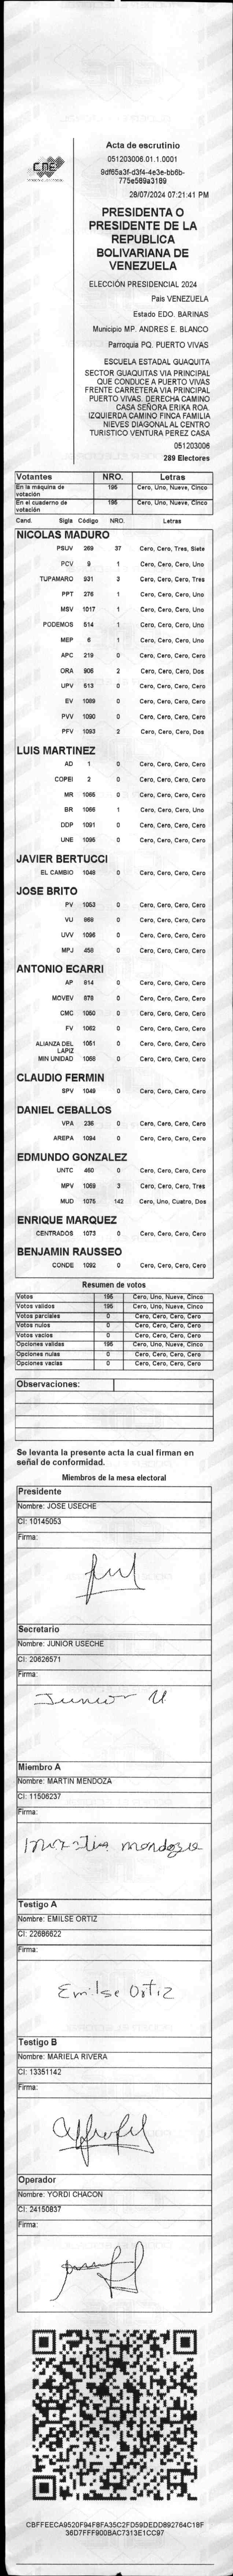 CNE
Acta de escrutinio
051203006.01.1.0001
9df65a3f-d3f4-4e3e-bb6b-
775e589a3189
28/07/2024 07:21:41 PM
PRESIDENTA O
PRESIDENTE DE LA
REPUBLICA
BOLIVARIANA DE
VENEZUELA
ELECCIÓN PRESIDENCIAL 2024
País VENEZUELA
Estado EDO. BARINAS
Municipio MP. ANDRES E. BLANCO
Parroquia PQ. PUERTO VIVAS
ESCUELA ESTADAL GUAQUITA
SECTOR GUAQUITAS VIA PRINCIPAL
QUE CONDUCE A PUERTO VIVAS
FRENTE CARRETERA VIA PRINCIPAL
PUERTO VIVAS. DERECHA CAMINO
CASA SEÑORA ERIKA ROA.
IZQUIERDA CAMINO FINCA FAMILIA
NIEVES DIAGONAL AL CENTRO
TURISTICO VENTURA PEREZ CASA
051203006
289 Electores
Votantes NRO. Letras
En la máquina de votación 195 Cero, Uno, Nueve, Cinco
En el cuaderno de votación 195 Cero, Uno, Nueve, Cinco
Cand. Sigla Código NRO. Letras
NICOLAS MADURO
PSUV 269 37 Cero, Cero, Tres, Siete
PCV 9 1 Cero, Cero, Cero, Uno
TUPAMARO 931 3 Cero, Cero, Cero, Tres
PPT 276 1 Cero, Cero, Cero, Uno
MSV 1017 1 Cero, Cero, Cero, Uno
PODEMOS 514 1 Cero, Cero, Cero, Uno
MEP 6 1 Cero, Cero, Cero, Uno
APC 219 0 Cero, Cero, Cero, Cero
ORA 906 2 Cero, Cero, Cero, Dos
UPV 513 0 Cero, Cero, Cero, Cero
EV 1089 0 Cero, Cero, Cero, Cero
PVV 1090 0 Cero, Cero, Cero, Cero
PFV 1093 2 Cero, Cero, Cero, Dos
LUIS MARTINEZ
AD 1 0 Cero, Cero, Cero, Cero
COPEI 2 0 Cero, Cero, Cero, Cero
MR 1065 0 Cero, Cero, Cero, Cero
BR 1066 1 Cero, Cero, Cero, Uno
DDP 1091 0 Cero, Cero, Cero, Cero
UNE 1095 0 Cero, Cero, Cero, Cero
JAVIER BERTUCCI
EL CAMBIO 1048 0 Cero, Cero, Cero, Cero
JOSE BRITO
PV 1053 0 Cero, Cero, Cero, Cero
VU 868 0 Cero, Cero, Cero, Cero
UVV 1096 0 Cero, Cero, Cero, Cero
MPJ 458 0 Cero, Cero, Cero, Cero
ANTONIO ECARRI
AP 814 0 Cero, Cero, Cero, Cero
MOVEV 878 0 Cero, Cero, Cero, Cero
CMC 1050 0 Cero, Cero, Cero, Cero
FV 1062 0 Cero, Cero, Cero, Cero
ALIANZA DEL LAPIZ 1051 0 Cero, Cero, Cero, Cero
MIN UNIDAD 1068 0 Cero, Cero, Cero, Cero
CLAUDIO FERMIN
SPV 1049 0 Cero, Cero, Cero, Cero
DANIEL CEBALLOS
VPA 236 0 Cero, Cero, Cero, Cero
AREPA 1094 0 Cero, Cero, Cero, Cero
EDMUNDO GONZALEZ
UNTC 460 0 Cero, Cero, Cero, Cero
MPV 1069 3 Cero, Cero, Cero, Tres
MUD 1075 142 Cero, Uno, Cuatro, Dos
ENRIQUE MARQUEZ
CENTRADOS 1073 0 Cero, Cero, Cero, Cero
BENJAMIN RAUSSEO
CONDE 1092 0 Cero, Cero, Cero, Cero
Resumen de votos
Votos 195 Cero, Uno, Nueve, Cinco
Votos validos 195 Cero, Uno, Nueve, Cinco
Votos parciales 0 Cero, Cero, Cero, Cero
Votos nulos 0 Cero, Cero, Cero, Cero
Votos vacios 0 Cero, Cero, Cero, Cero
Opciones validas 195 Cero, Uno, Nueve, Cinco
Opciones nulas 0 Cero, Cero, Cero, Cero
Opciones vacias 0 Cero, Cero, Cero, Cero
Observaciones:
Se levanta la presente acta la cual firman en
señal de conformidad.
Miembros de la mesa electoral
Presidente
Nombre: JOSE USECHE
CI: 10145053
Firma:
Secretario
Nombre: JUNIOR USECHE
CI: 20626571
Firma:
Junior U
Miembro A
Nombre: MARTIN MENDOZA
CI: 11506237
Firma:
mendoza
Testigo A
Nombre: EMILSE ORTIZ
CI: 22686622
Firma:
Emilse Ortiz
Testigo B
Nombre: MARIELA RIVERA
CI: 13351142
Firma:
Operador
Nombre: YORDI CHACON
CI: 24150837
Firma:
CBFFEECA9520F94F8FA35C2FD59DEDD892764C18F
36D7FFF900BAC7313E1CC97